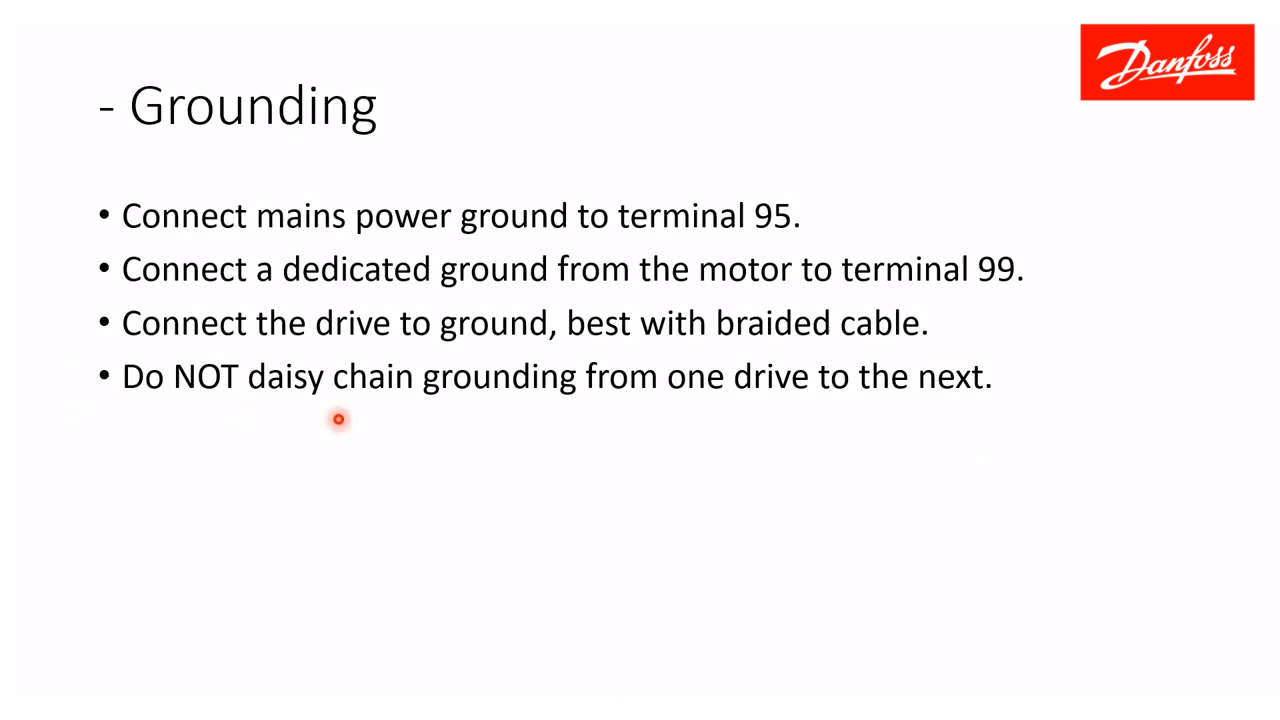 Danfoss
- Grounding
• Connect mains power ground to terminal 95.
• Connect a dedicated ground from the motor to terminal 99.
• Connect the drive to ground, best with braided cable.
• Do NOT daisy chain grounding from one drive to the next.